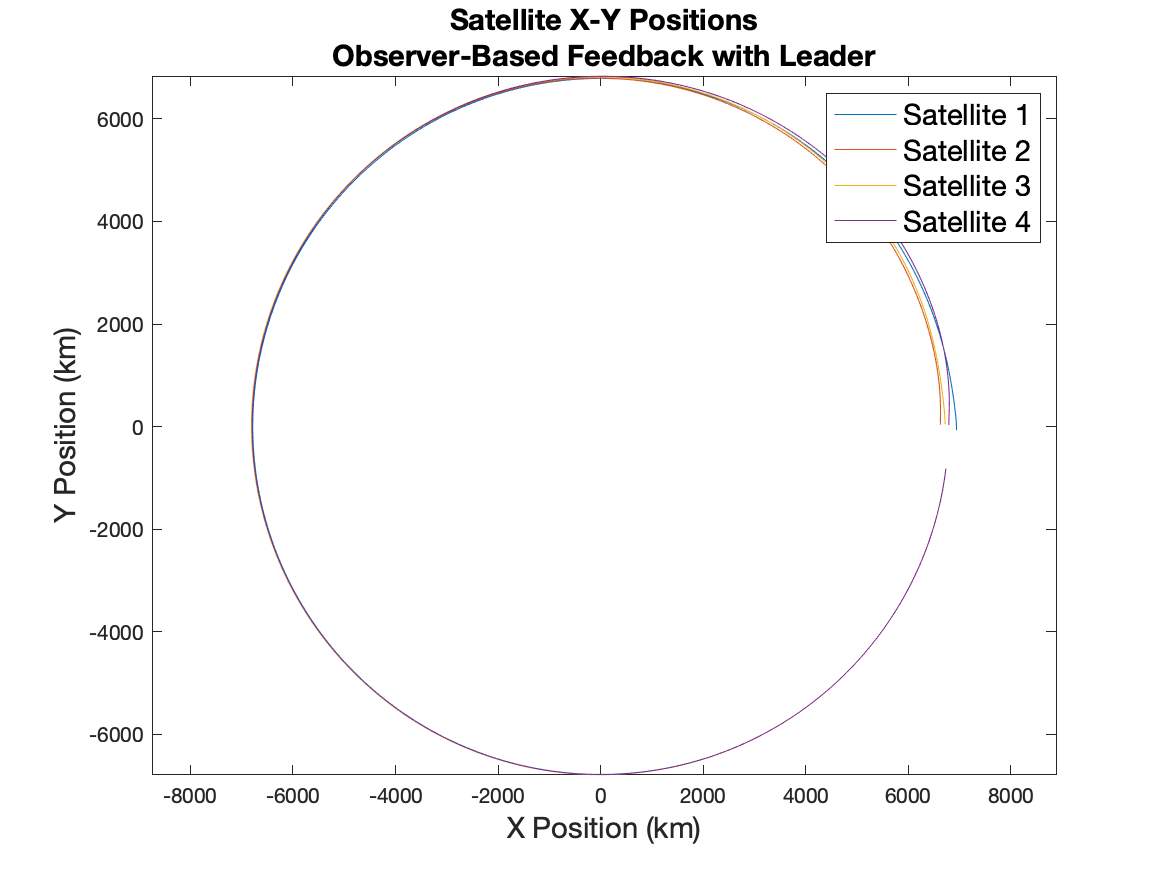 Satellite X-Y Positions
Observer-Based Feedback with Leader
Satellite 1
Satellite 2
Satellite 3
Satellite 4
Y Position (km)
6000
4000
2000
0
-2000
-4000
-6000
-8000 -6000 -4000 -2000 0 2000 4000 6000 8000
X Position (km)